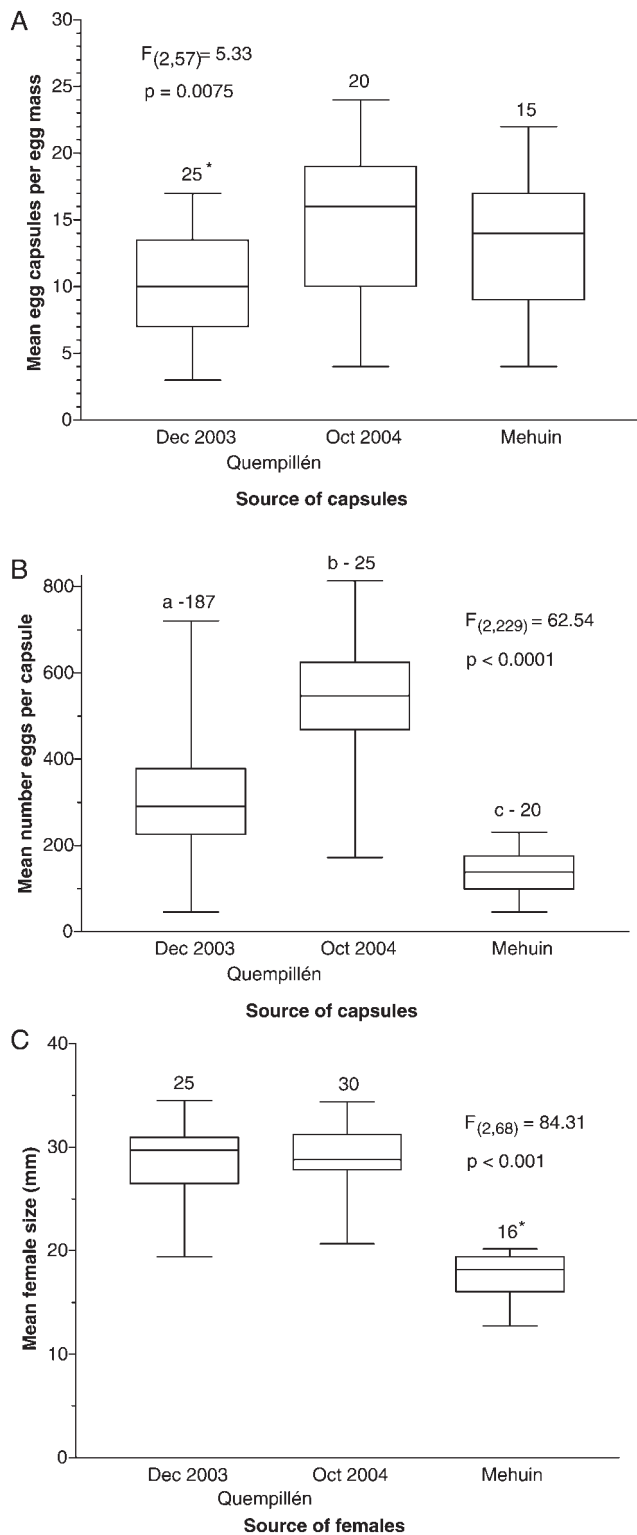 A
Mean egg capsules per egg mass
30
25
20
15
10
5
0
F(2,57)= 5.33
p = 0.0075
25 *
20
15
Dec 2003 Oct 2004 Mehuin
Quempillén
Source of capsules
B
Mean number eggs per capsule
800
600
400
200
0
a -187
b - 25
c - 20
F(2,229) = 62.54
p < 0.0001
Dec 2003 Oct 2004 Mehuin
Quempillén
Source of capsules
C
Mean female size (mm)
40
30
20
10
0
25
30
16*
F(2,68) = 84.31
p < 0.001
Dec 2003 Oct 2004 Mehuin
Quempillén
Source of females